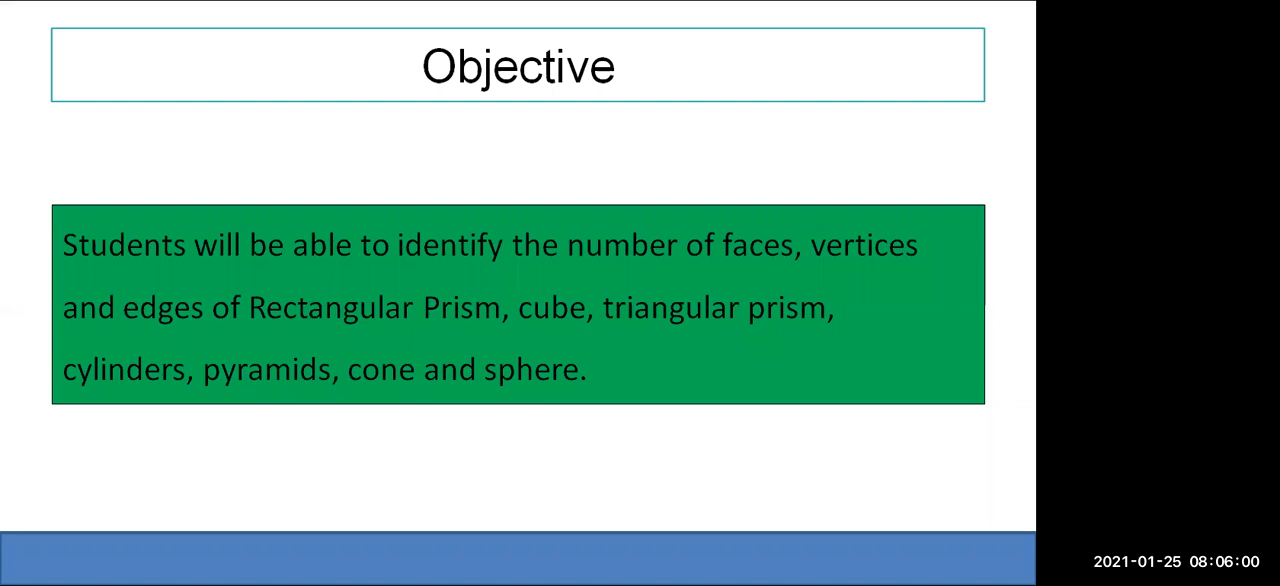 Objective
Students will be able to identify the number of faces, vertices
and edges of Rectangular Prism, cube, triangular prism,
cylinders, pyramids, cone and sphere.
2021-01-25 08:06:00